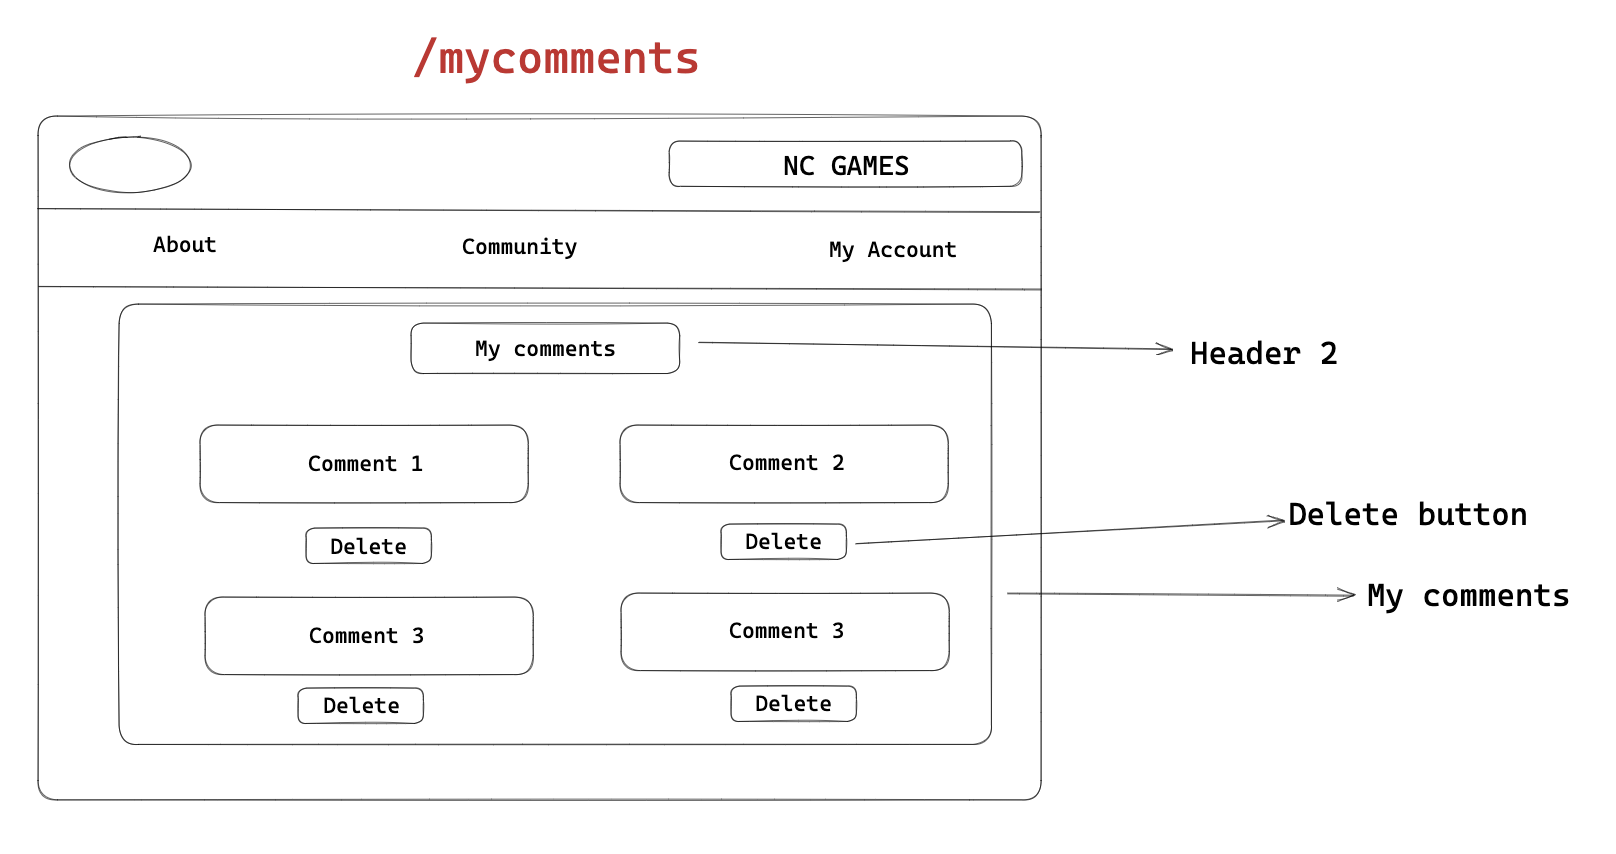 /mycomments
NC GAMES
About
Community
My Account
My comments
Header 2
Comment 1
Comment 2
Delete
Delete
Delete button
My comments
Comment 3
Comment 3
Delete
Delete